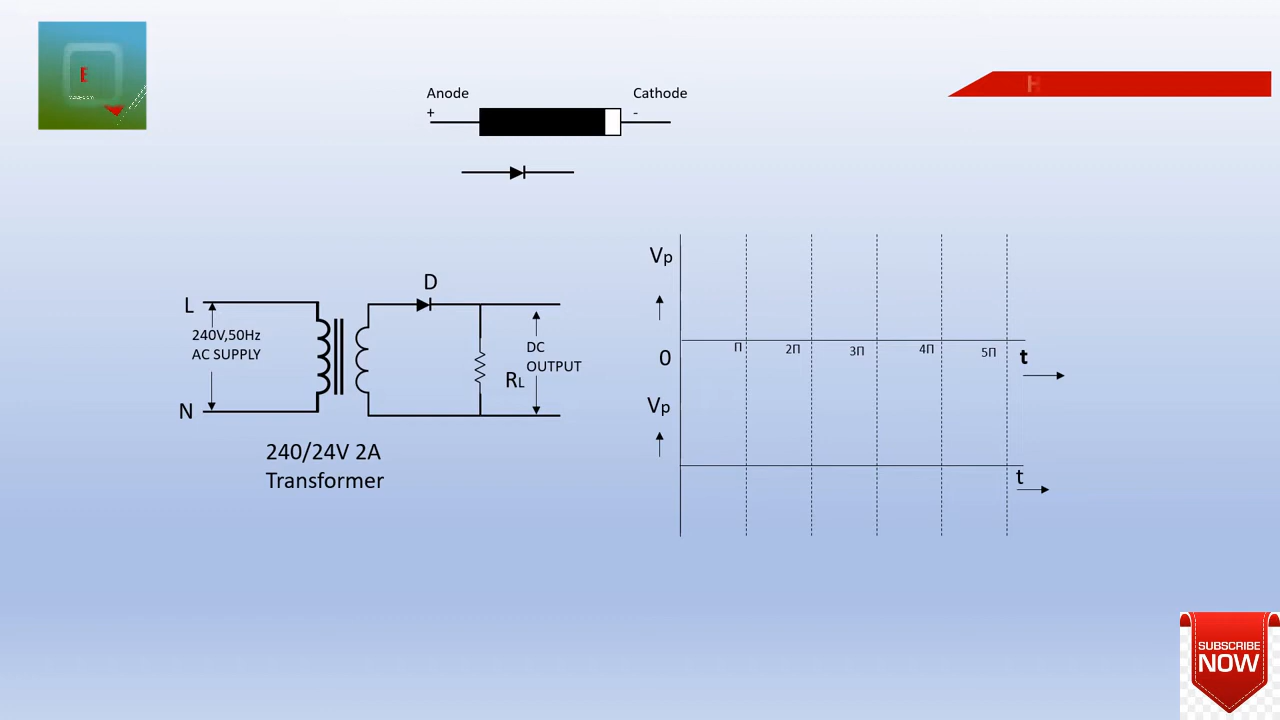 E
H
Anode
Cathode
+
-
D
L
240V,50Hz
AC SUPPLY
N
DC
OUTPUT
RL
240/24V 2A
Transformer
Vp
0
Π
2Π
3Π
4Π
5Π
t
Vp
t
SUBSCRIBE
NOW